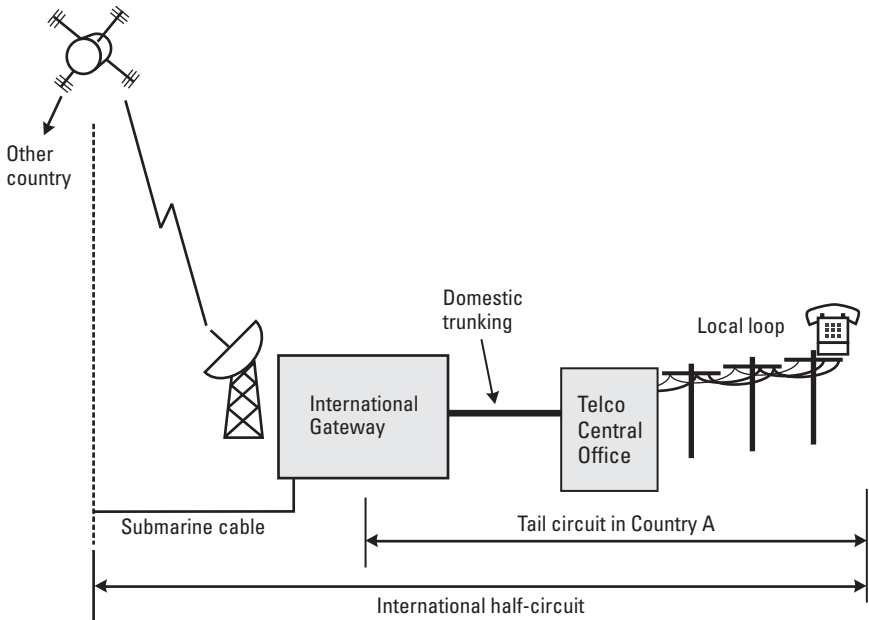 Other
country
Domestic
trunking
Local loop
International
Gateway
Telco
Central
Office
Submarine cable
Tail circuit in Country A
International half-circuit